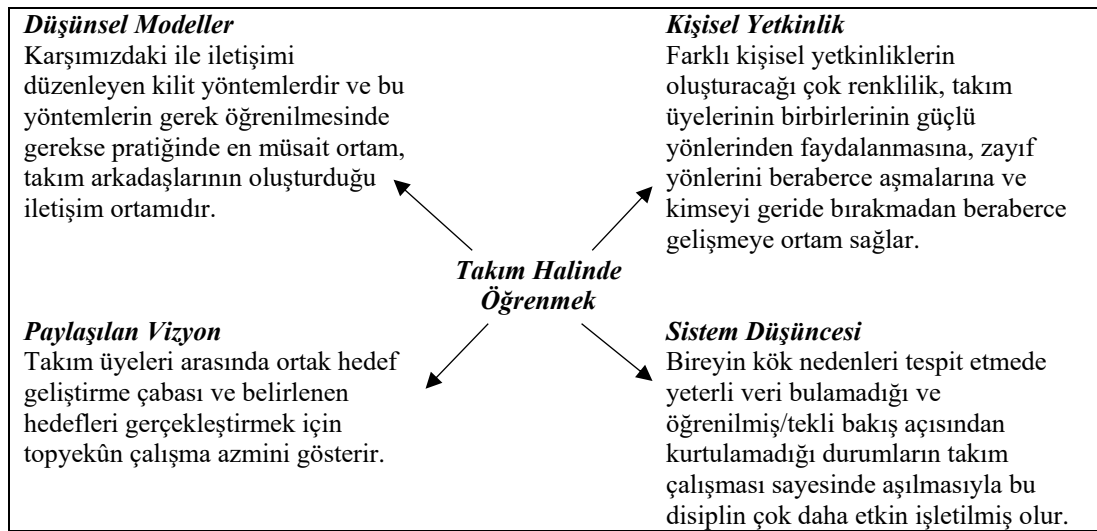 Düşünsel Modeller
Karşımızdaki ile iletişimi
düzenleyen kilit yöntemlerdir ve bu
yöntemlerin gerek öğrenilmesinde
gerekse pratiğinde en müsait ortam,
takım arkadaşlarının oluşturduğu
iletişim ortamıdır.
Kişisel Yetkinlik
Farklı kişisel yetkinliklerin
oluşturacağı çok renklilik, takım
üyelerinin birbirlerinin güçlü
yönlerinden faydalanmasına, zayıf
yönlerini beraberce aşmalarına ve
kimseyi geride bırakmadan beraberce
gelişmeye ortam sağlar.
Takım Halinde
Öğrenmek
Paylaşılan Vizyon
Takım üyeleri arasında ortak hedef
geliştirme çabası ve belirlenen
hedefleri gerçekleştirmek için
topyekûn çalışma azmini gösterir.
Sistem Düşüncesi
Bireyin kök nedenleri tespit etmede
yeterli veri bulamadığı ve
öğrenilmiş/tekli bakış açısından
kurtulamadığı durumların takım
çalışması sayesinde aşılmasıyla bu
disiplin çok daha etkin işletilmiş olur.